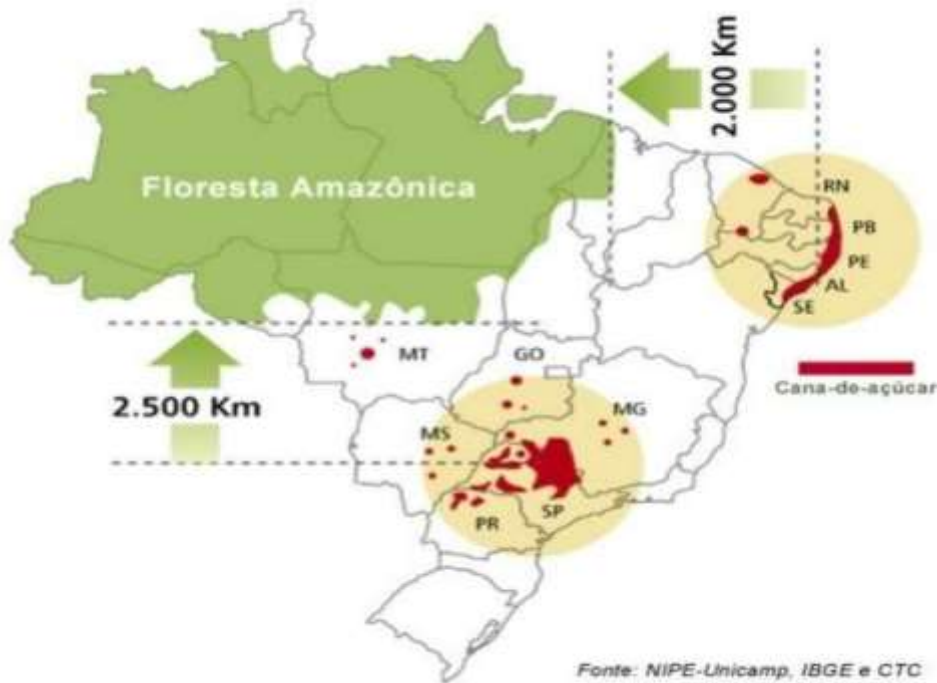 2.000 Km
Floresta Amazônica
RN
PB
PE
AL
SE
MT
GO
Cana-de-açúcar
2.500 Km
MG
MS
SP
PR
Fonte: NIPE-Unicamp, IBGE e CTC